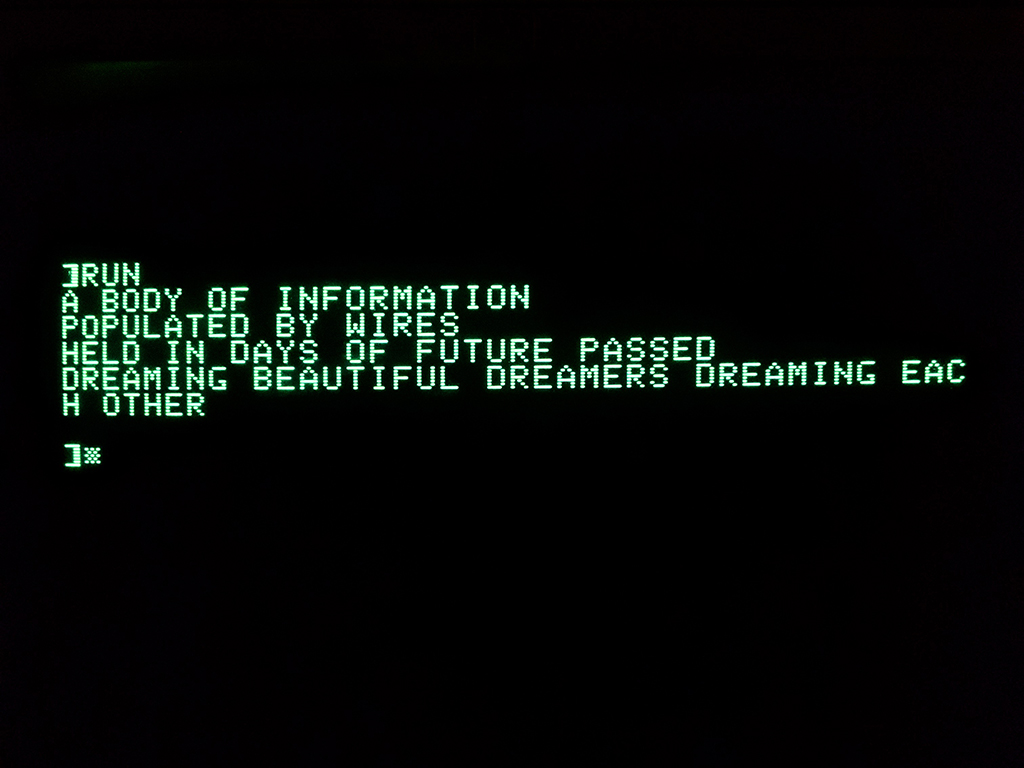 ]RUN
A BODY OF INFORMATION
POPULATED BY WIRES
HELD IN DAYS OF FUTURE PASSED
DREAMING BEAUTIFUL DREAMERS DREAMING EAC
H OTHER
]